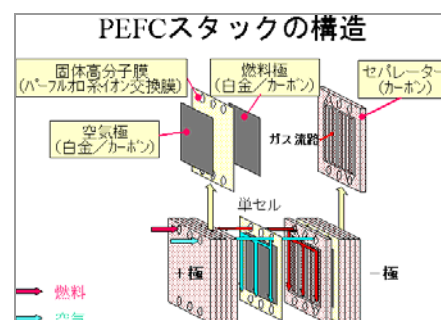 PEFCスタックの構造
固体高分子膜
(パーフルオロ系イオン交換膜)
燃料極
(白金/カーボン)
セパレーター
(カーボン)
空気極
(白金/カーボン)
ガス流路
単セル
+極
-極
燃料
空気